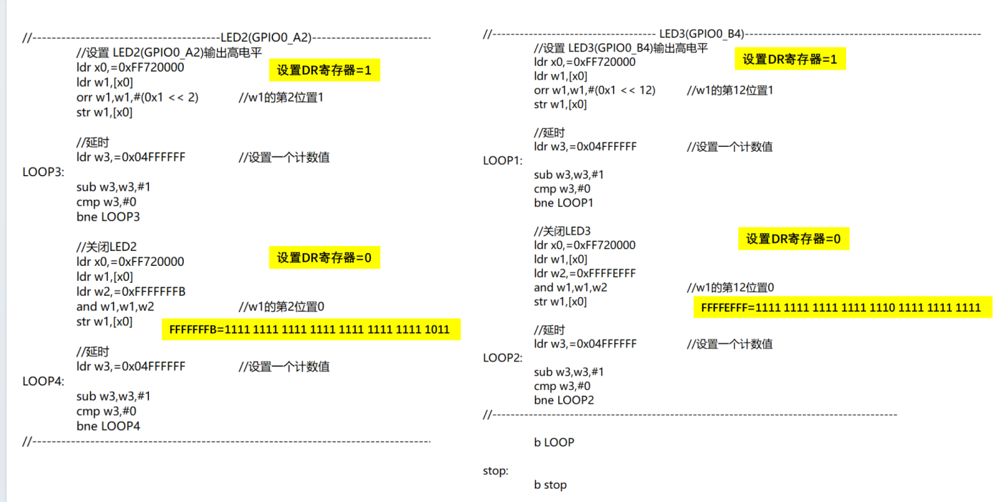 //---------------------------------------LED2(GPIO0_A2)-------------------------
//设置 LED2(GPIO0_A2)输出高电平
ldr x0,=0xFF720000
设置DR寄存器=1
ldr w1,[x0]
orr w1,w1,#(0x1 << 2) //w1的第2位置1
str w1,[x0]
//延时
ldr w3,=0x04FFFFFF //设置一个计数值
LOOP3:
sub w3,w3,#1
cmp w3,#0
bne LOOP3
//关闭LED2
设置DR寄存器=0
ldr x0,=0xFF720000
ldr w1,[x0]
ldr w2,=0xFFFFFFFB
and w1,w1,w2 //w1的第2位置0
str w1,[x0]
FFFFFFFB=1111 1111 1111 1111 1111 1111 1111 1011
//延时
ldr w3,=0x04FFFFFF //设置一个计数值
LOOP4:
sub w3,w3,#1
cmp w3,#0
bne LOOP4
//-----------------------------------------------------------------------------------
//---------------------------------- LED3(GPIO0_B4)--------------------------------------------------
//设置 LED3(GPIO0_B4)输出高电平
设置DR寄存器=1
ldr x0,=0xFF720000
ldr w1,[x0]
orr w1,w1,#(0x1 << 12) //w1的第12位置1
str w1,[x0]
//延时
ldr w3,=0x04FFFFFF //设置一个计数值
LOOP1:
sub w3,w3,#1
cmp w3,#0
bne LOOP1
//关闭LED3
设置DR寄存器=0
ldr x0,=0xFF720000
ldr w1,[x0]
ldr w2,=0xFFFFEFFF
and w1,w1,w2 //w1的第12位置0
str w1,[x0]
FFFFEFFF=1111 1111 1111 1111 1110 1111 1111 1111
//延时
ldr w3,=0x04FFFFFF //设置一个计数值
LOOP2:
sub w3,w3,#1
cmp w3,#0
bne LOOP2
//-------------------------------------------------------------------------------------
b LOOP
stop:
b stop